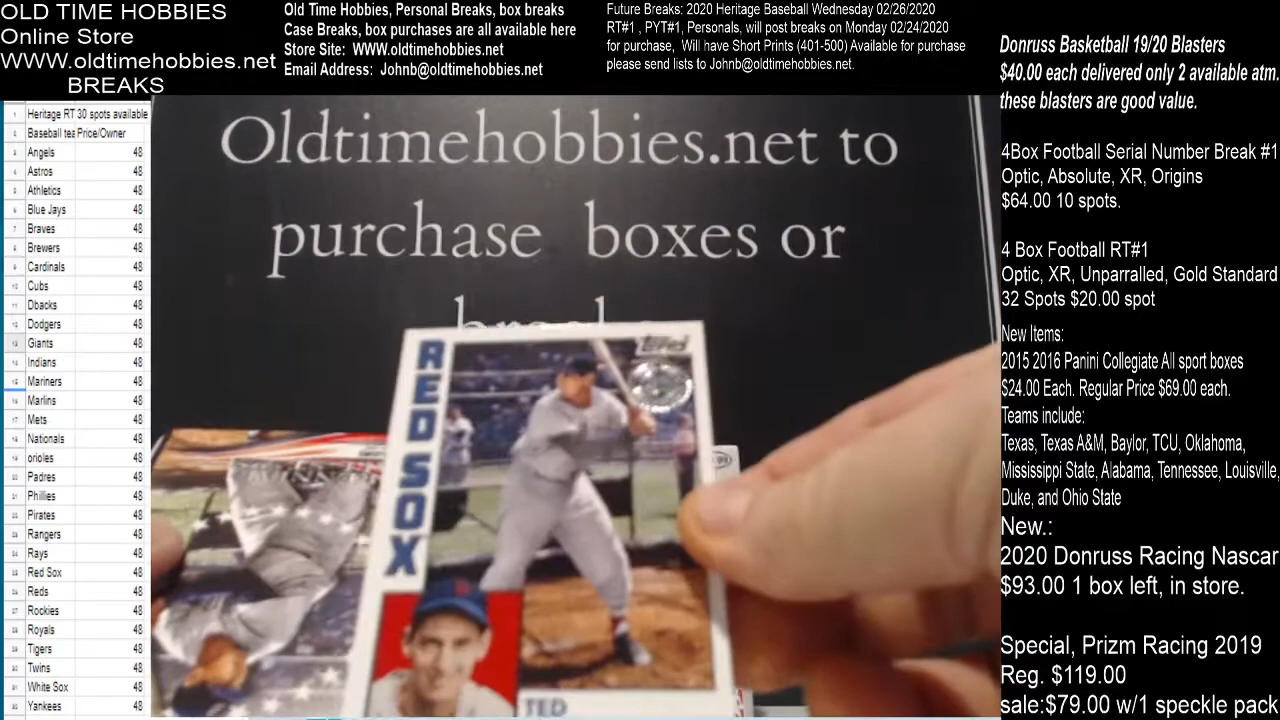 OLD TIME HOBBIES
Online Store
WWW.oldtimehobbies.net
BREAKS
Old Time Hobbies, Personal Breaks, box breaks
Case Breaks, box purchases are all available here
Store Site: WWW.oldtimehobbies.net
Email Address: Johnb@oldtimehobbies.net
Future Breaks: 2020 Heritage Baseball Wednesday 02/26/2020
RT#1 , PYT#1, Personals, will post breaks on Monday 02/24/2020
for purchase, Will have Short Prints (401-500) Available for purchase
please send lists to Johnb@oldtimehobbies.net.
Donruss Basketball 19/20 Blasters
$40.00 each delivered only 2 available atm.
these blasters are good value.
4Box Football Serial Number Break #1
Optic, Absolute, XR, Origins
$64.00 10 spots.
4 Box Football RT#1
Optic, XR, Unparralled, Gold Standard
32 Spots $20.00 spot
New Items:
2015 2016 Panini Collegiate All sport boxes
$24.00 Each. Regular Price $69.00 each.
Teams include:
Texas, Texas A&M, Baylor, TCU, Oklahoma,
Mississippi State, Alabama, Tennessee, Louisville,
Duke, and Ohio State
New.:
2020 Donruss Racing Nascar
$93.00 1 box left, in store.
Special, Prizm Racing 2019
Reg. $119.00
sale:$79.00 w/1 speckle pack
Heritage RT 30 spots available
Baseball tea Price/Owner
Angels 48
Astros 48
Athletics 48
Blue Jays 48
Braves 48
Brewers 48
Cardinals 48
Cubs 48
Dbacks 48
Dodgers 48
Giants 48
Indians 48
Mariners 48
Marlins 48
Mets 48
Nationals 48
orioles 48
Padres 48
Phillies 48
Pirates 48
Rangers 48
Rays 48
Red Sox 48
Reds 48
Rockies 48
Royals 48
Tigers 48
Twins 48
White Sox 48
Yankees 48
Oldtimehobbies.net to
purchase boxes or
RED SOX
Topps
TED